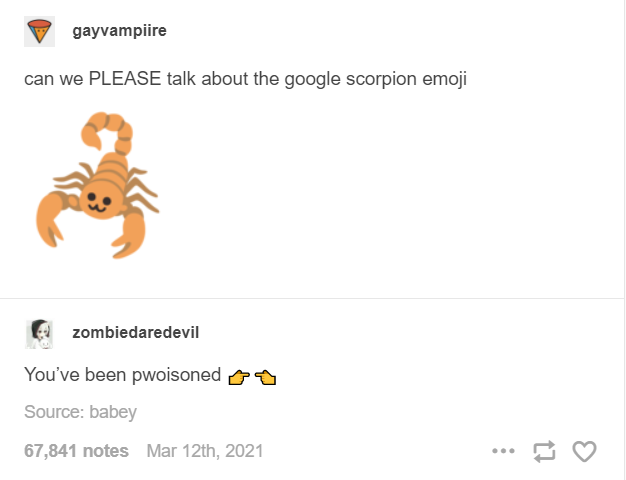 gayvampiire
can we PLEASE talk about the google scorpion emoji
zombiedaredevil
You've been pwoisoned 👉👈
Source: babey
67,841 notes Mar 12th, 2021